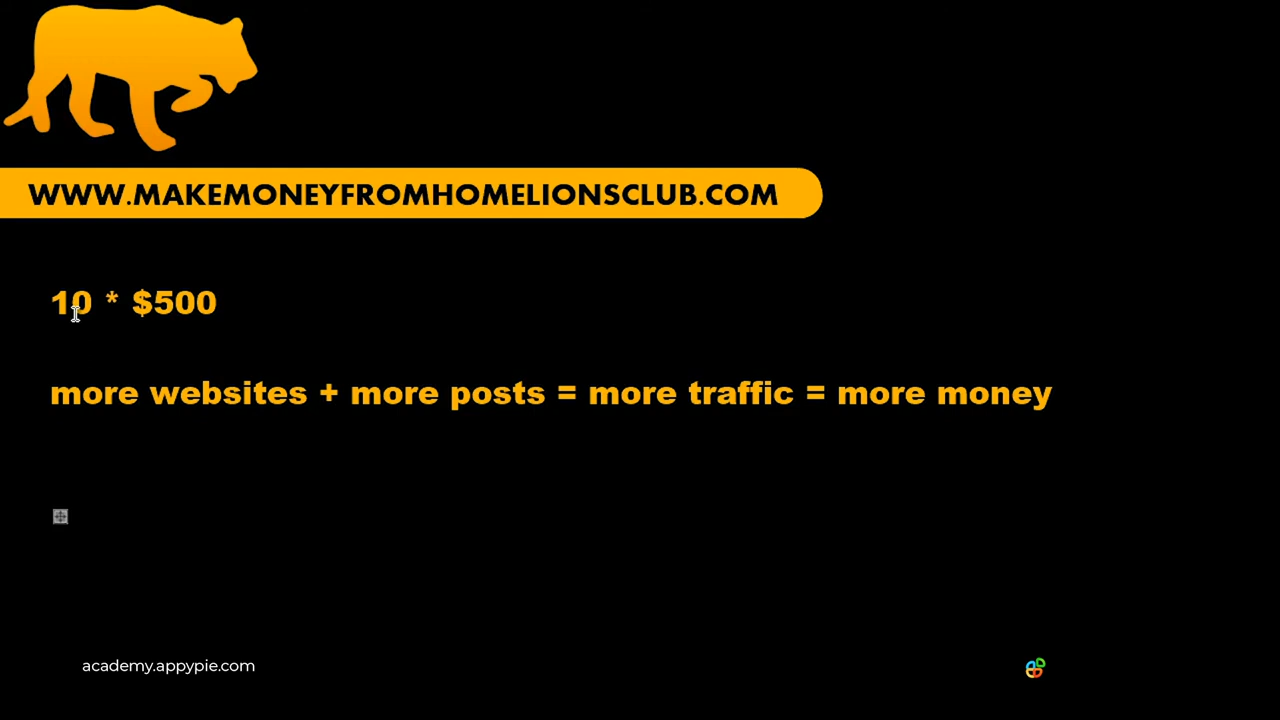 WWW.MAKEMONEYFROMHOMELIONSCLUB.COM
10 * $500
more websites + more posts = more traffic = more money
academy.appypie.com